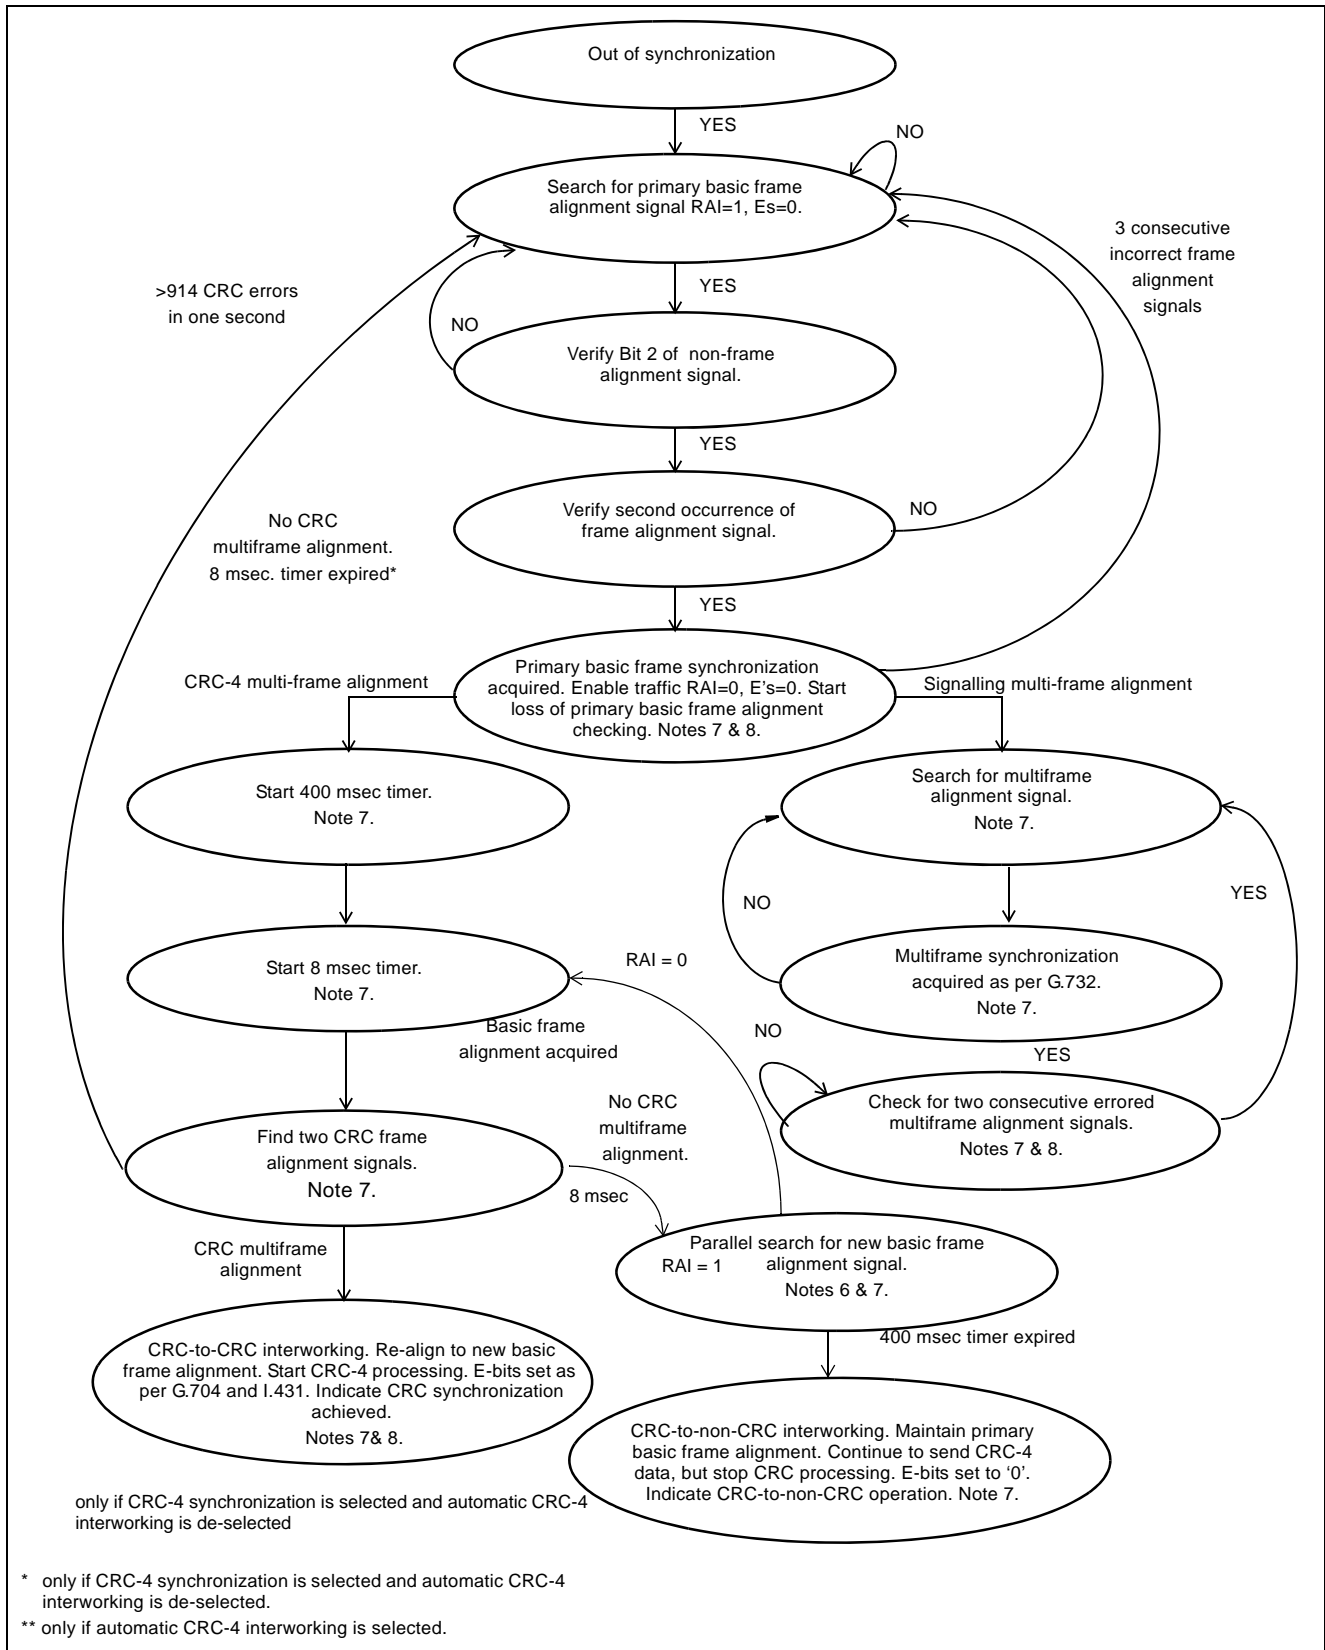 Out of synchronization
YES
NO
Search for primary basic frame
alignment signal RAI=1, Es=0.
3 consecutive
incorrect frame
alignment
signals
YES
>914 CRC errors
in one second
NO
Verify Bit 2 of non-frame
alignment signal.
YES
Verify second occurrence of
frame alignment signal.
NO
No CRC
multiframe alignment.
8 msec. timer expired*
YES
Primary basic frame synchronization
acquired. Enable traffic RAI=0, E's=0. Start
loss of primary basic frame alignment
checking. Notes 7 & 8.
CRC-4 multi-frame alignment
Signalling multi-frame alignment
Start 400 msec timer.
Note 7.
Search for multiframe
alignment signal.
Note 7.
NO
YES
Start 8 msec timer.
Note 7.
RAI = 0
Multiframe synchronization
acquired as per G.732.
Note 7.
Basic frame
alignment acquired
NO
YES
Check for two consecutive errored
multiframe alignment signals.
Notes 7 & 8.
No CRC
multiframe
alignment.
Find two CRC frame
alignment signals.
Note 7.
8 msec
CRC multiframe
alignment
Parallel search for new basic frame
alignment signal.
RAI = 1
Notes 6 & 7.
400 msec timer expired
CRC-to-CRC interworking. Re-align to new basic
frame alignment. Start CRC-4 processing. E-bits set as
per G.704 and I.431. Indicate CRC synchronization
achieved.
Notes 7& 8.
CRC-to-non-CRC interworking. Maintain primary
basic frame alignment. Continue to send CRC-4
data, but stop CRC processing. E-bits set to ‘0’.
Indicate CRC-to-non-CRC operation. Note 7.
only if CRC-4 synchronization is selected and automatic CRC-4
interworking is de-selected
* only if CRC-4 synchronization is selected and automatic CRC-4
interworking is de-selected.
** only if automatic CRC-4 interworking is selected.